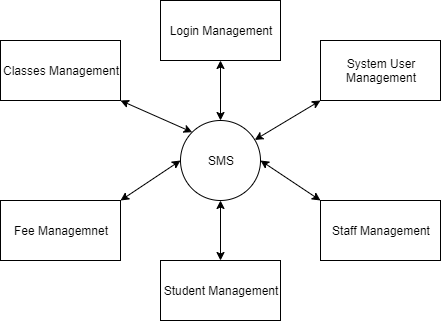 Login Management
Classes Management
System User
Management
SMS
Fee Managemnet
Staff Management
Student Management